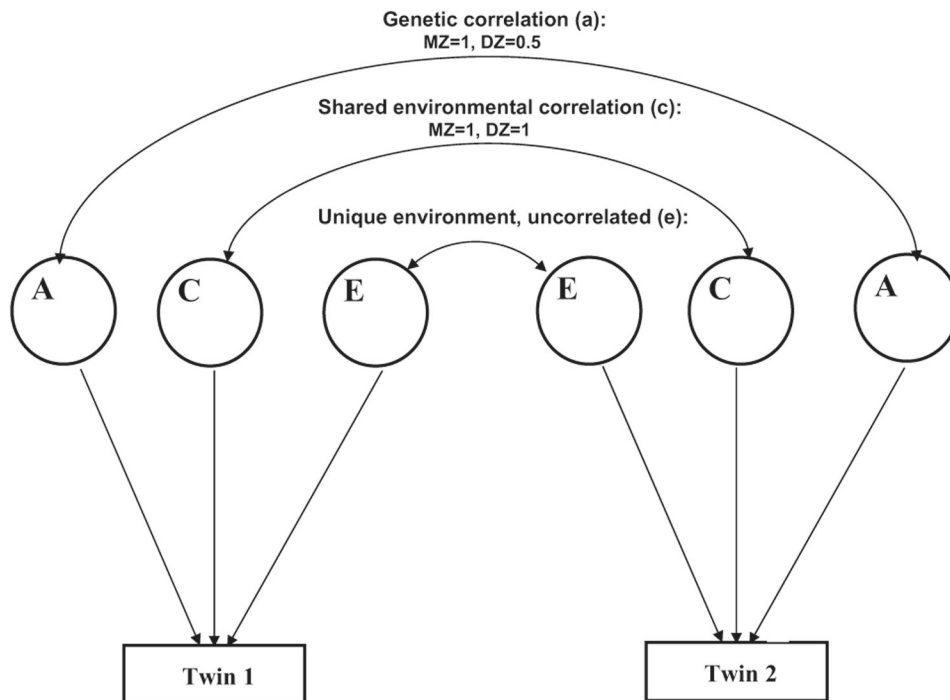 Genetic correlation (a):
MZ=1, DZ=0.5
Shared environmental correlation (c):
MZ=1, DZ=1
Unique environment, uncorrelated (e):
A C E E C A
Twin 1 Twin 2